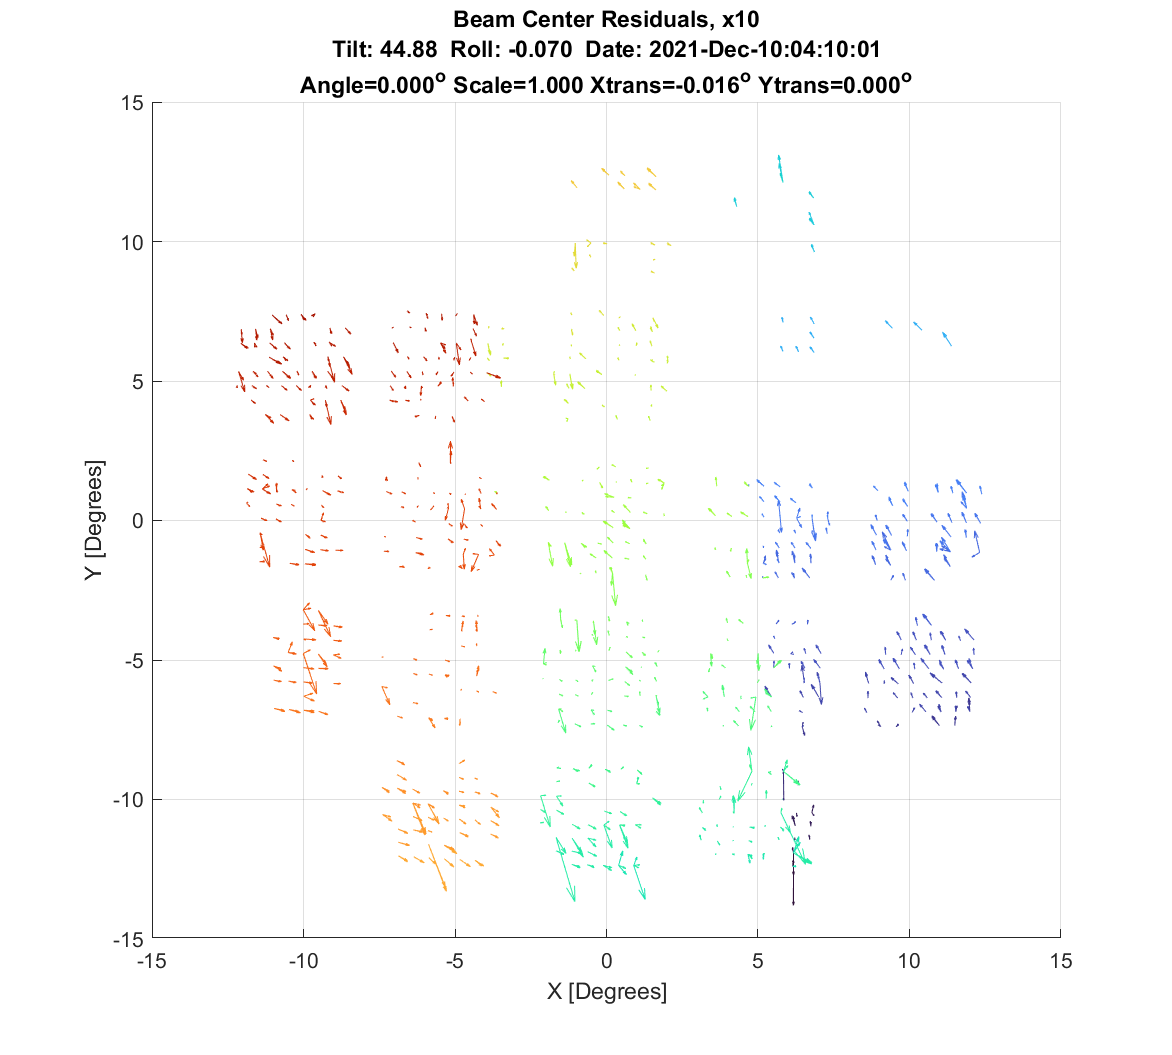 Beam Center Residuals, x10
Tilt: 44.88 Roll: -0.070 Date: 2021-Dec-10:04:10:01
Angle=0.000° Scale=1.000 Xtrans=-0.016° Ytrans=0.000°
15
10
5
0
-5
-10
-15
Y [Degrees]
-15 -10 -5 0 5 10 15
X [Degrees]